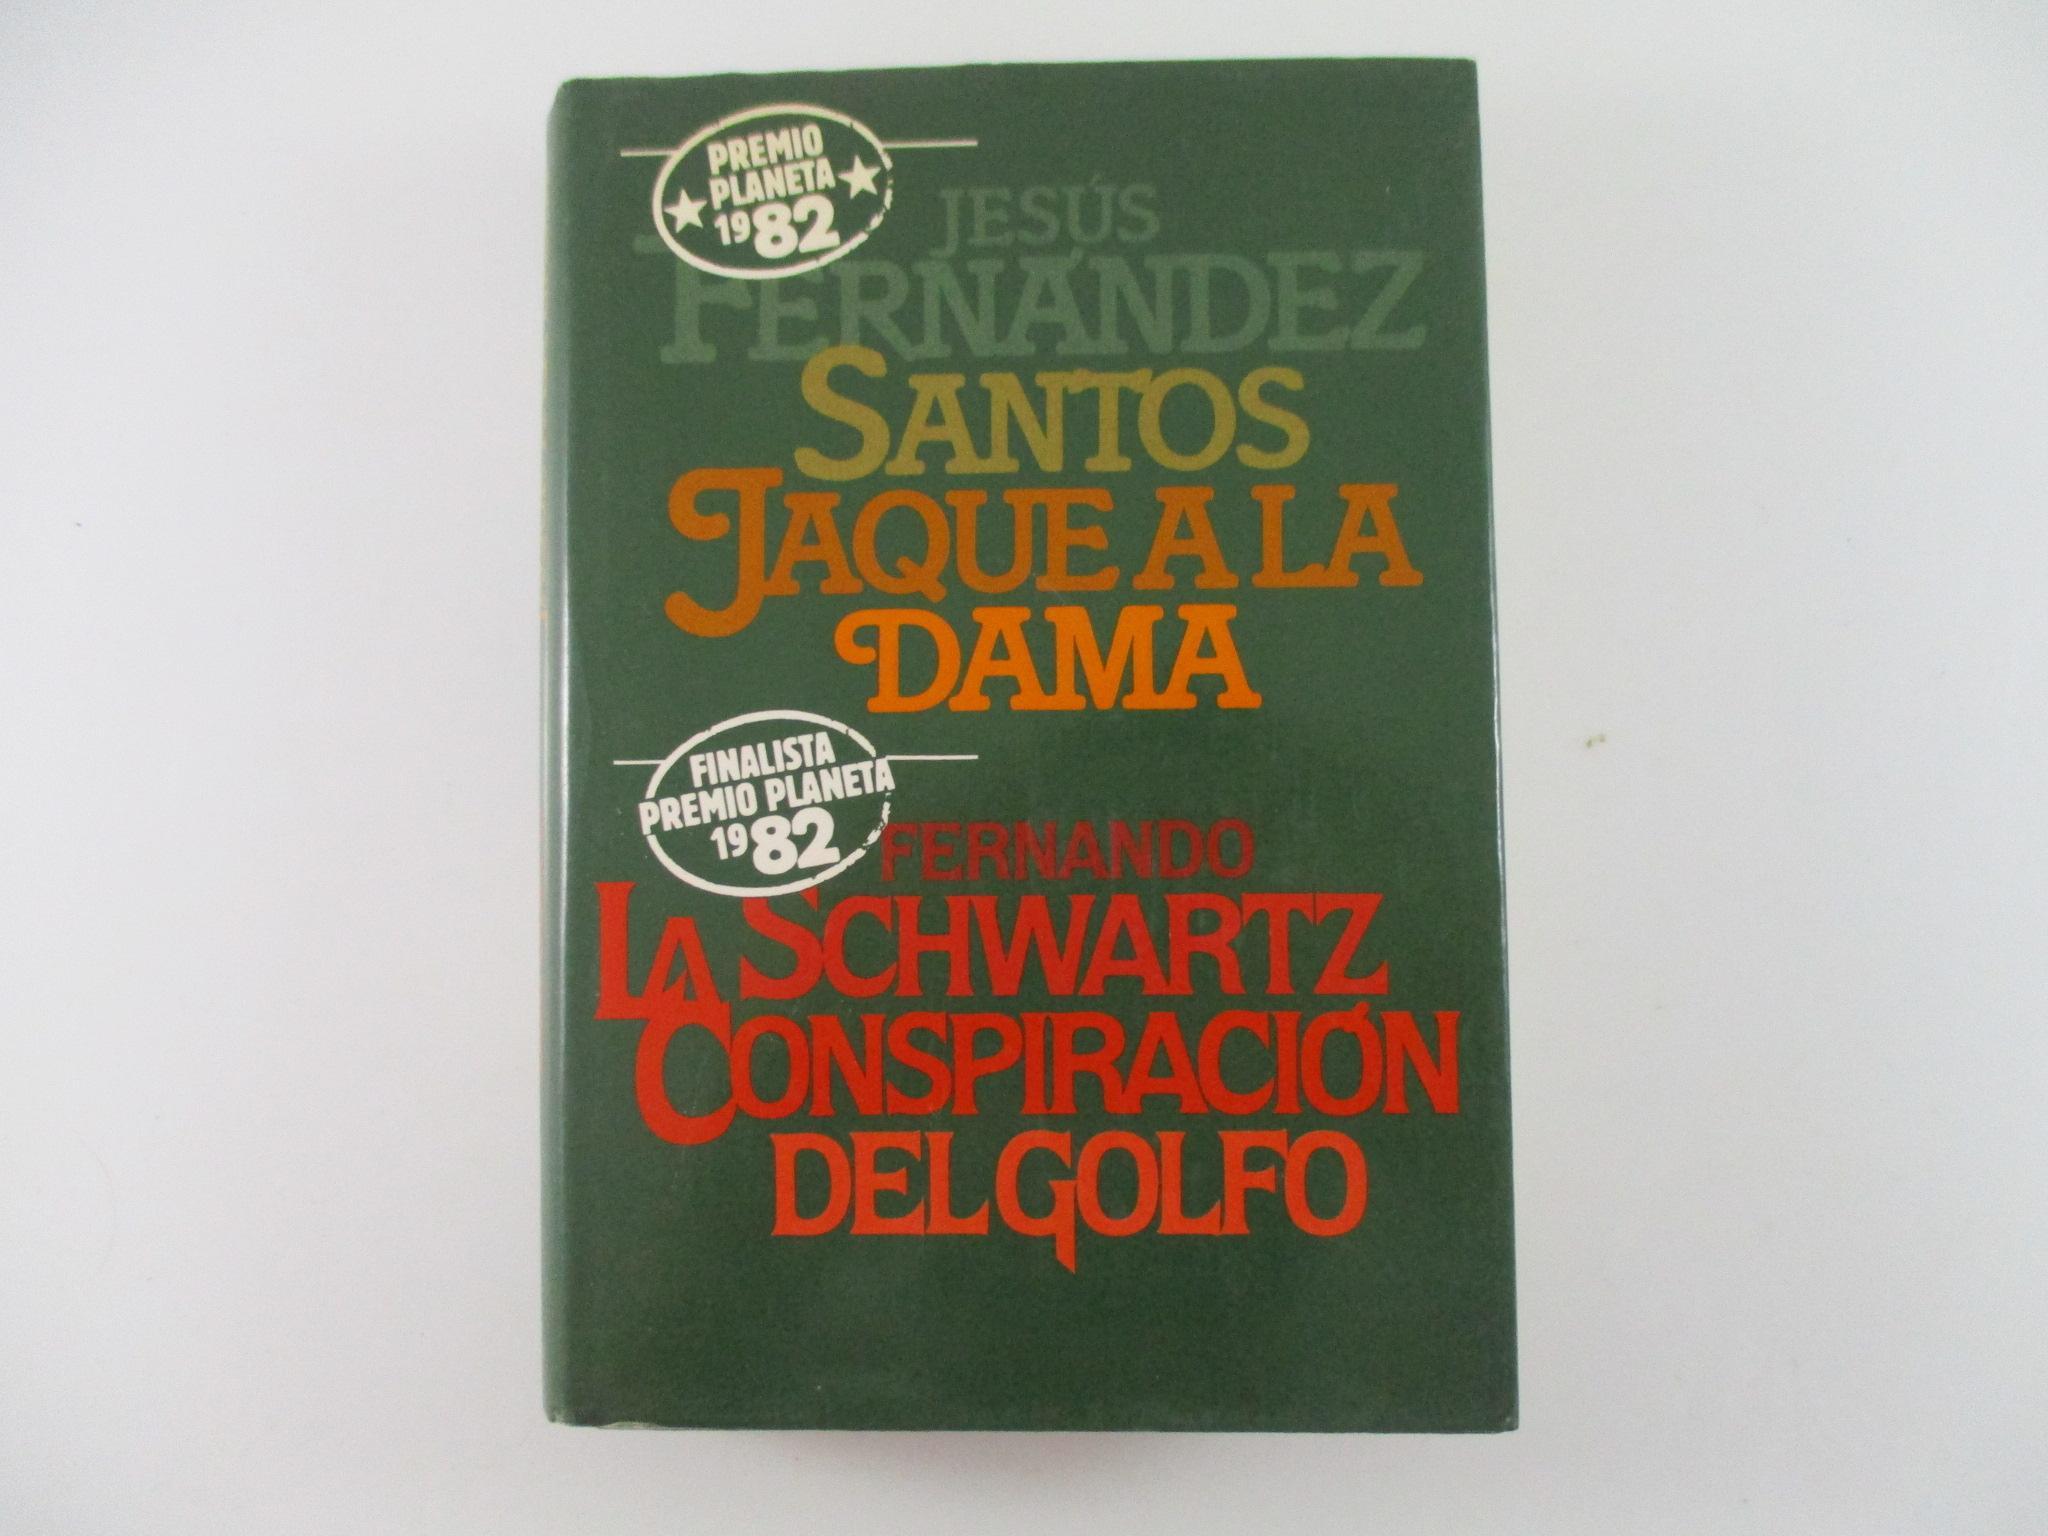 PREMIO
PLANETA
1982
JESÚS
FERNÁNDEZ
SANTOS
JAQUE A LA
DAMA
FINALISTA
PREMIO PLANETA
1982
FERNANDO
SCHWARTZ
LA
CONSPIRACIÓN
DEL GOLFO